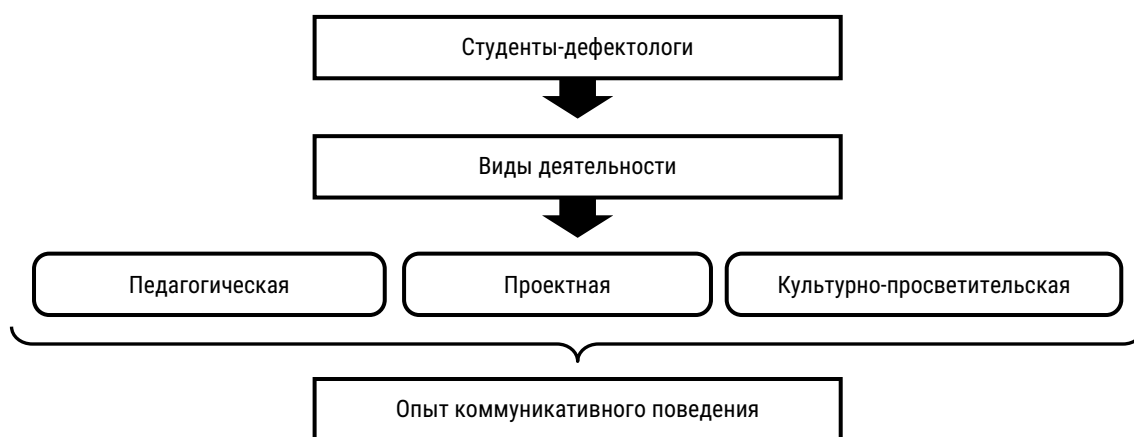 Студенты-дефектологи
Виды деятельности
Педагогическая
Проектная
Культурно-просветительская
Опыт коммуникативного поведения